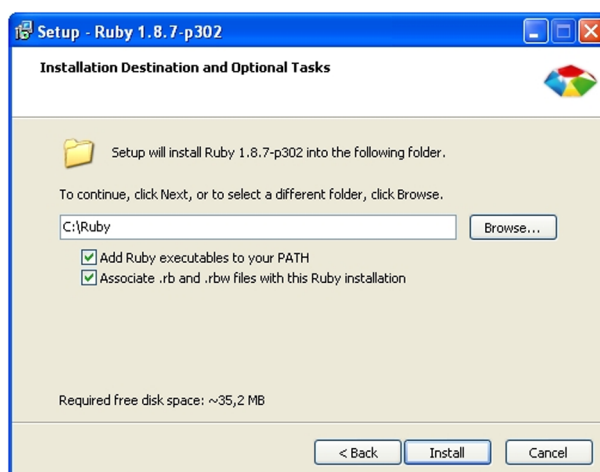 Setup - Ruby 1.8.7-p302
Installation Destination and Optional Tasks
Setup will install Ruby 1.8.7-p302 into the following folder.
To continue, click Next, or to select a different folder, click Browse.
C:\Ruby
Browse...
Add Ruby executables to your PATH
Associate .rb and .rbw files with this Ruby installation
Required free disk space: ~35,2 MB
< Back Install Cancel